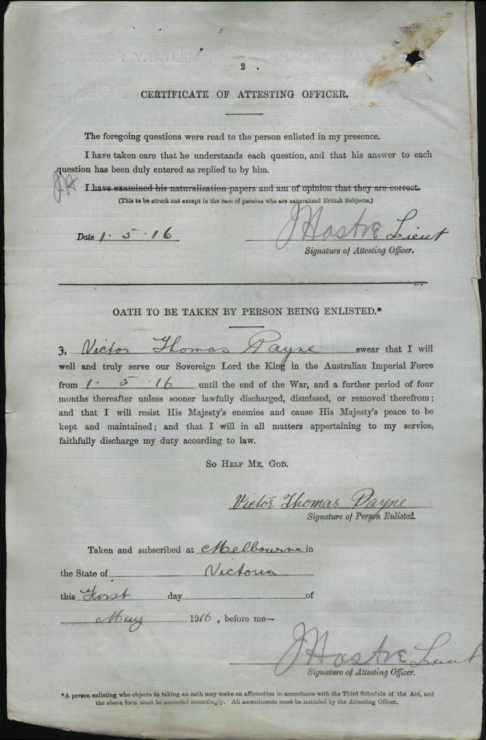 2
CERTIFICATE OF ATTESTING OFFICER.
The foregoing questions were read to the person enlisted in my presence.
I have taken care that he understands each question, and that his answer to each
question has been duly entered as replied to by him.
JH I have examined his naturalization papers and am of opinion that they are correct.
(This to be struck out except in the case of persons who are naturalized British Subjects.)
Date 1. 5. 16 Lieut
Signature of Attesting Officer.
OATH TO BE TAKEN BY PERSON BEING ENLISTED.*
I, Victor Thomas Payne swear that I will
well and truly serve our Sovereign Lord the King in the Australian Imperial Force
from 1. 5. 16 until the end of the War, and a further period of four
months thereafter unless sooner lawfully discharged, dismissed, or removed therefrom;
and that I will resist His Majesty's enemies and cause His Majesty's peace to be
kept and maintained; and that I will in all matters appertaining to my service,
faithfully discharge my duty according to law.
SO HELP ME, GOD.
Victor Thomas Payne
Signature of Person Enlisted.
Taken and subscribed at Melbourne in
the State of Victoria
this First day of
May 1916, before me—
Lieut
Signature of Attesting Officer.
*A person enlisting who objects to taking an oath may make an affirmation in accordance with the Third Schedule of the Act, and
the above form must be amended accordingly. All amendments must be initialed by the Attesting Officer.